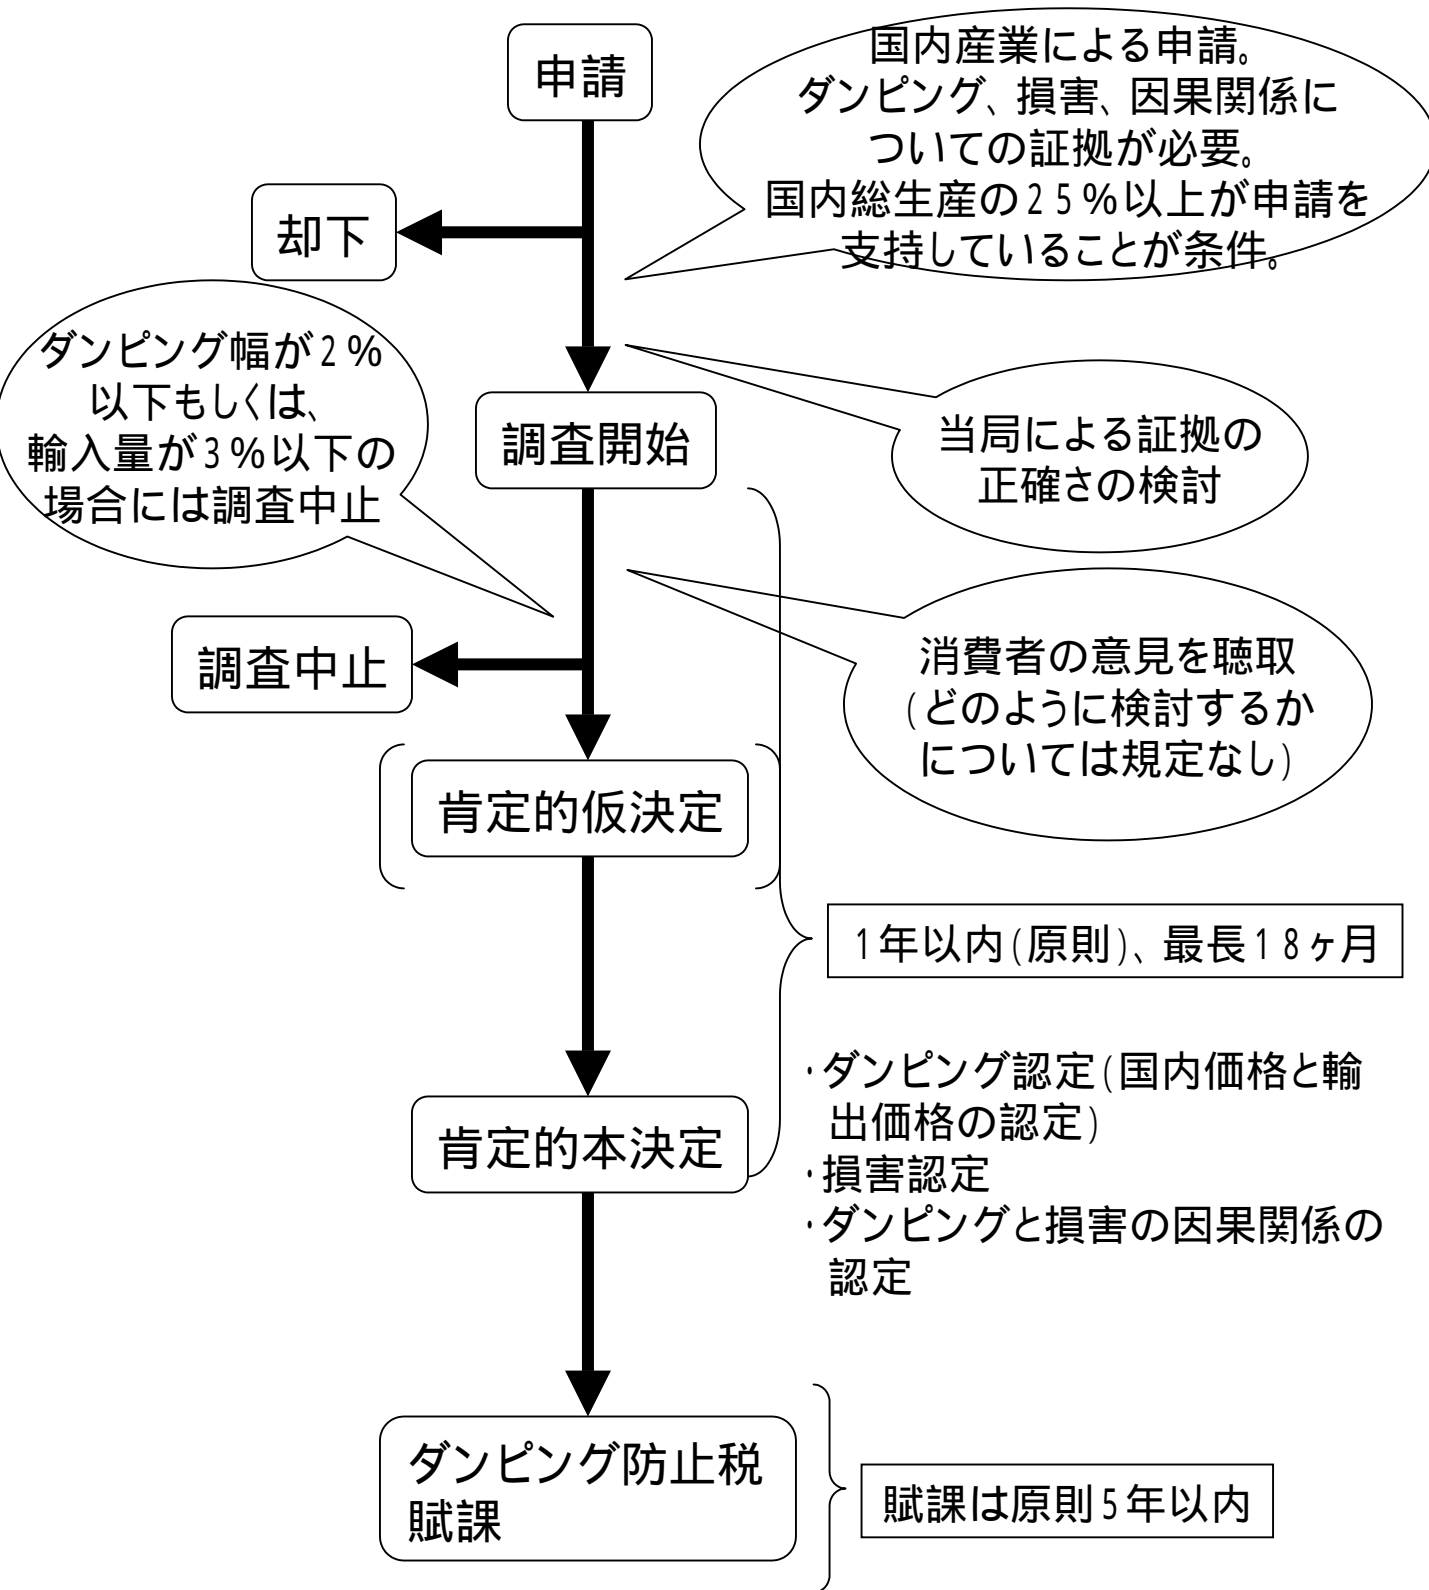 申請
国内産業による申請。
ダンピング、損害、因果関係に
ついての証拠が必要。
国内総生産の25%以上が申請を
支持していることが条件。
却下
ダンピング幅が2%
以下もしくは、
輸入量が3%以下の
場合には調査中止
調査開始
当局による証拠の
正確さの検討
消費者の意見を聴取
(どのように検討するか
については規定なし)
調査中止
肯定的仮決定
1年以内(原則)、最長18ヶ月
・ダンピング認定(国内価格と輸
出価格の認定)
・損害認定
・ダンピングと損害の因果関係の
認定
肯定的本決定
ダンピング防止税
賦課
賦課は原則5年以内